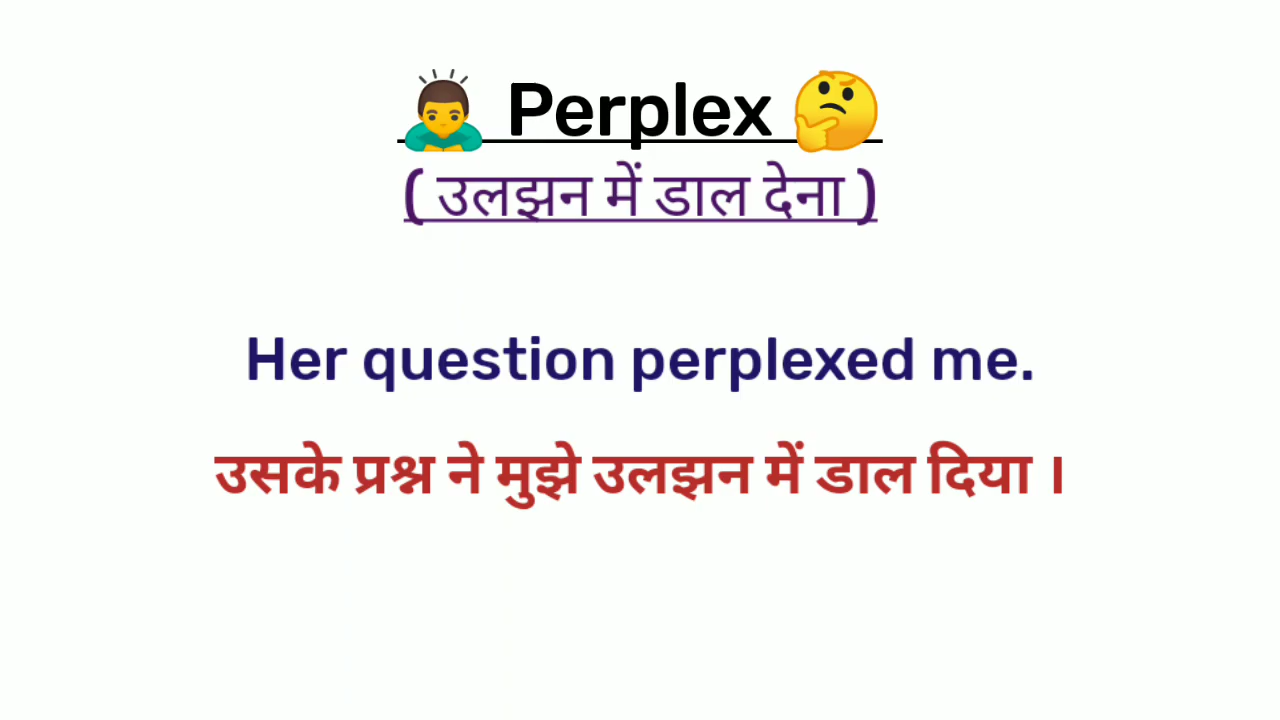 🙇‍♂️ Perplex 🤔
( उलझन में डाल देना )
Her question perplexed me.
उसके प्रश्न ने मुझे उलझन में डाल दिया ।